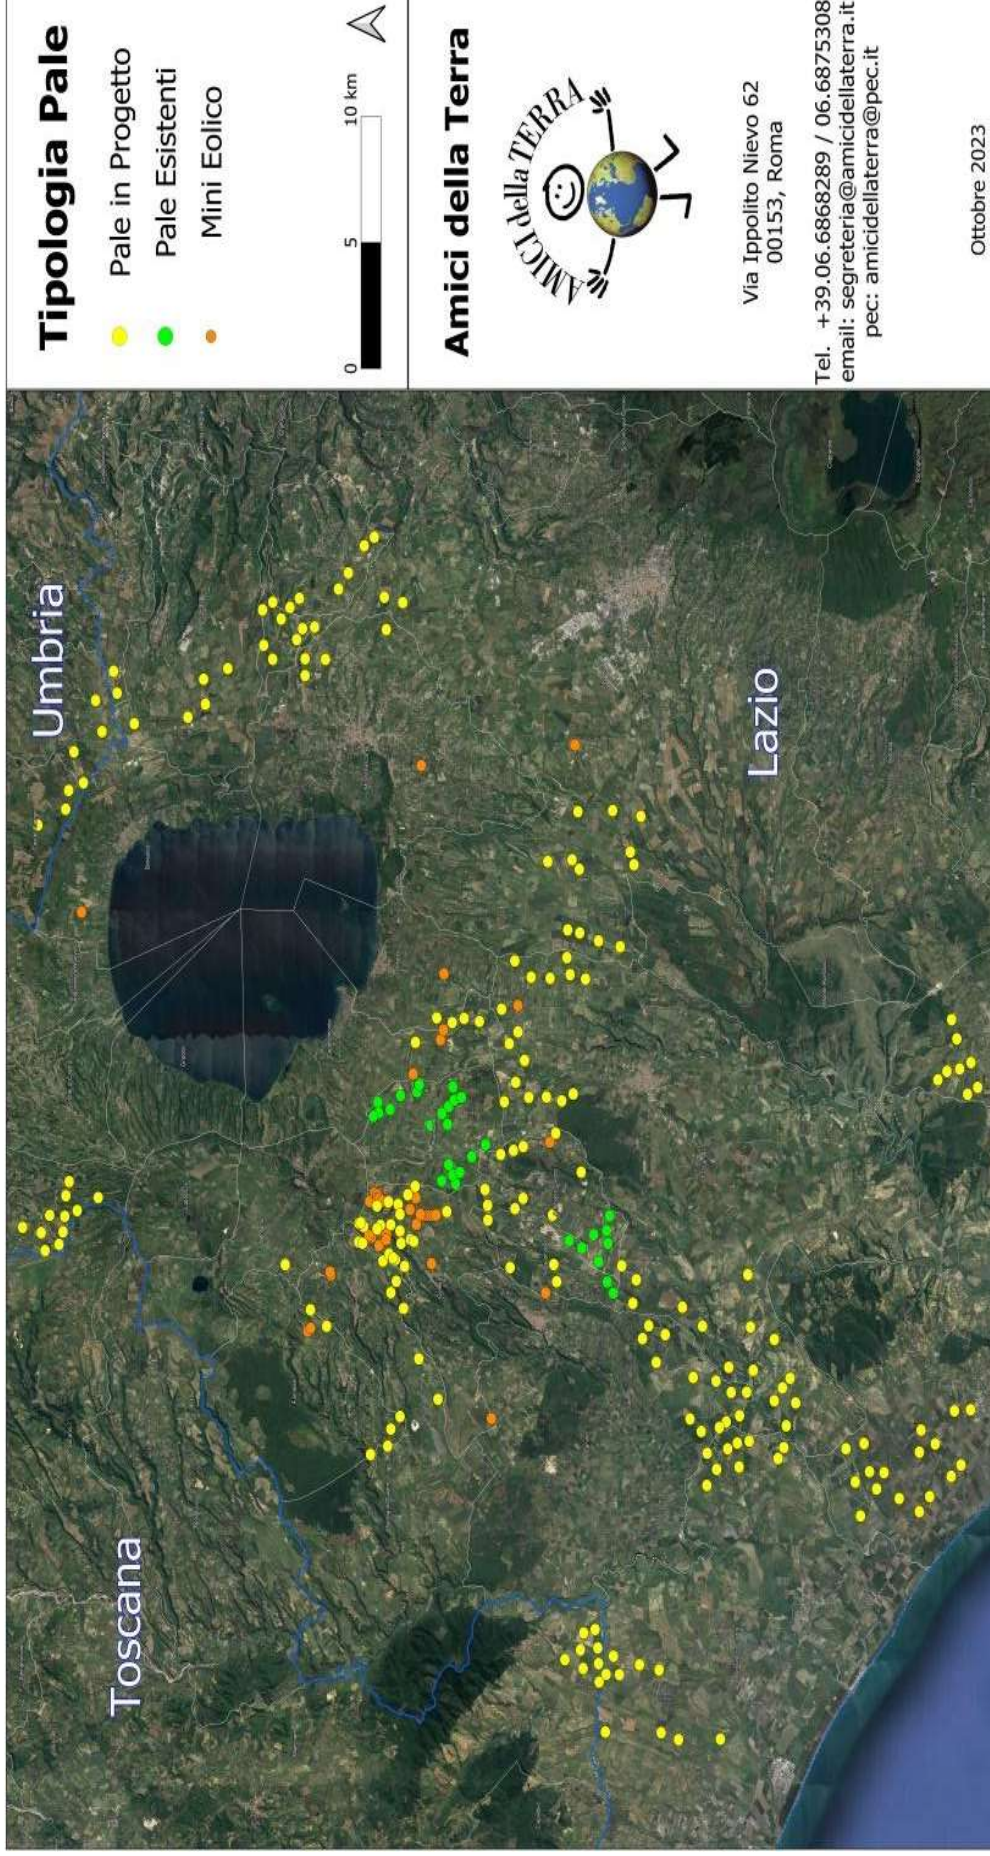 Tipologia Pale
Pale in Progetto
Pale Esistenti
Mini Eolico
0 5 10 km
Amici della Terra
AMICI della TERRA
Via Ippolito Nievo 62
00153, Roma
Tel. +39.06.6868289 / 06.6875308
email: segreteria@amicidellaterra.it
pec: amicidellaterra@pec.it
Ottobre 2023
Toscana
Umbria
Lazio